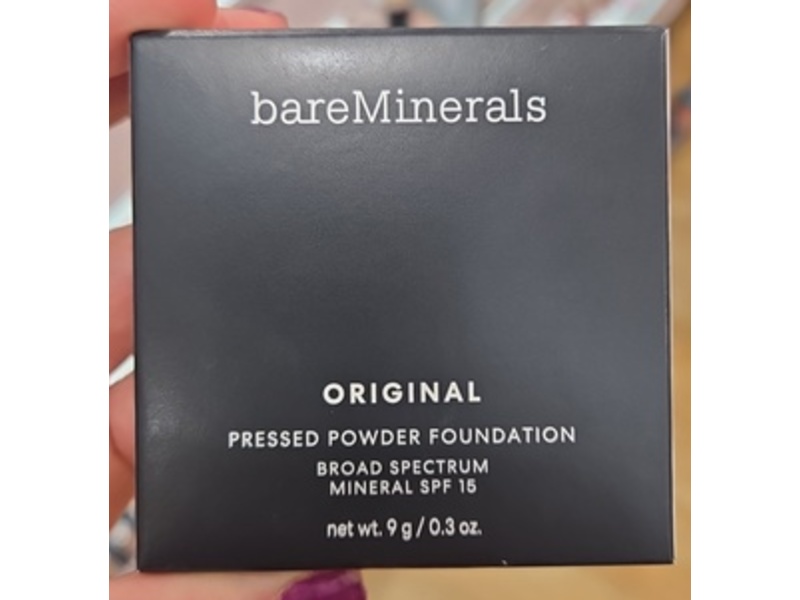 bareMinerals
ORIGINAL
PRESSED POWDER FOUNDATION
BROAD SPECTRUM
MINERAL SPF 15
net wt. 9 g / 0.3 oz.